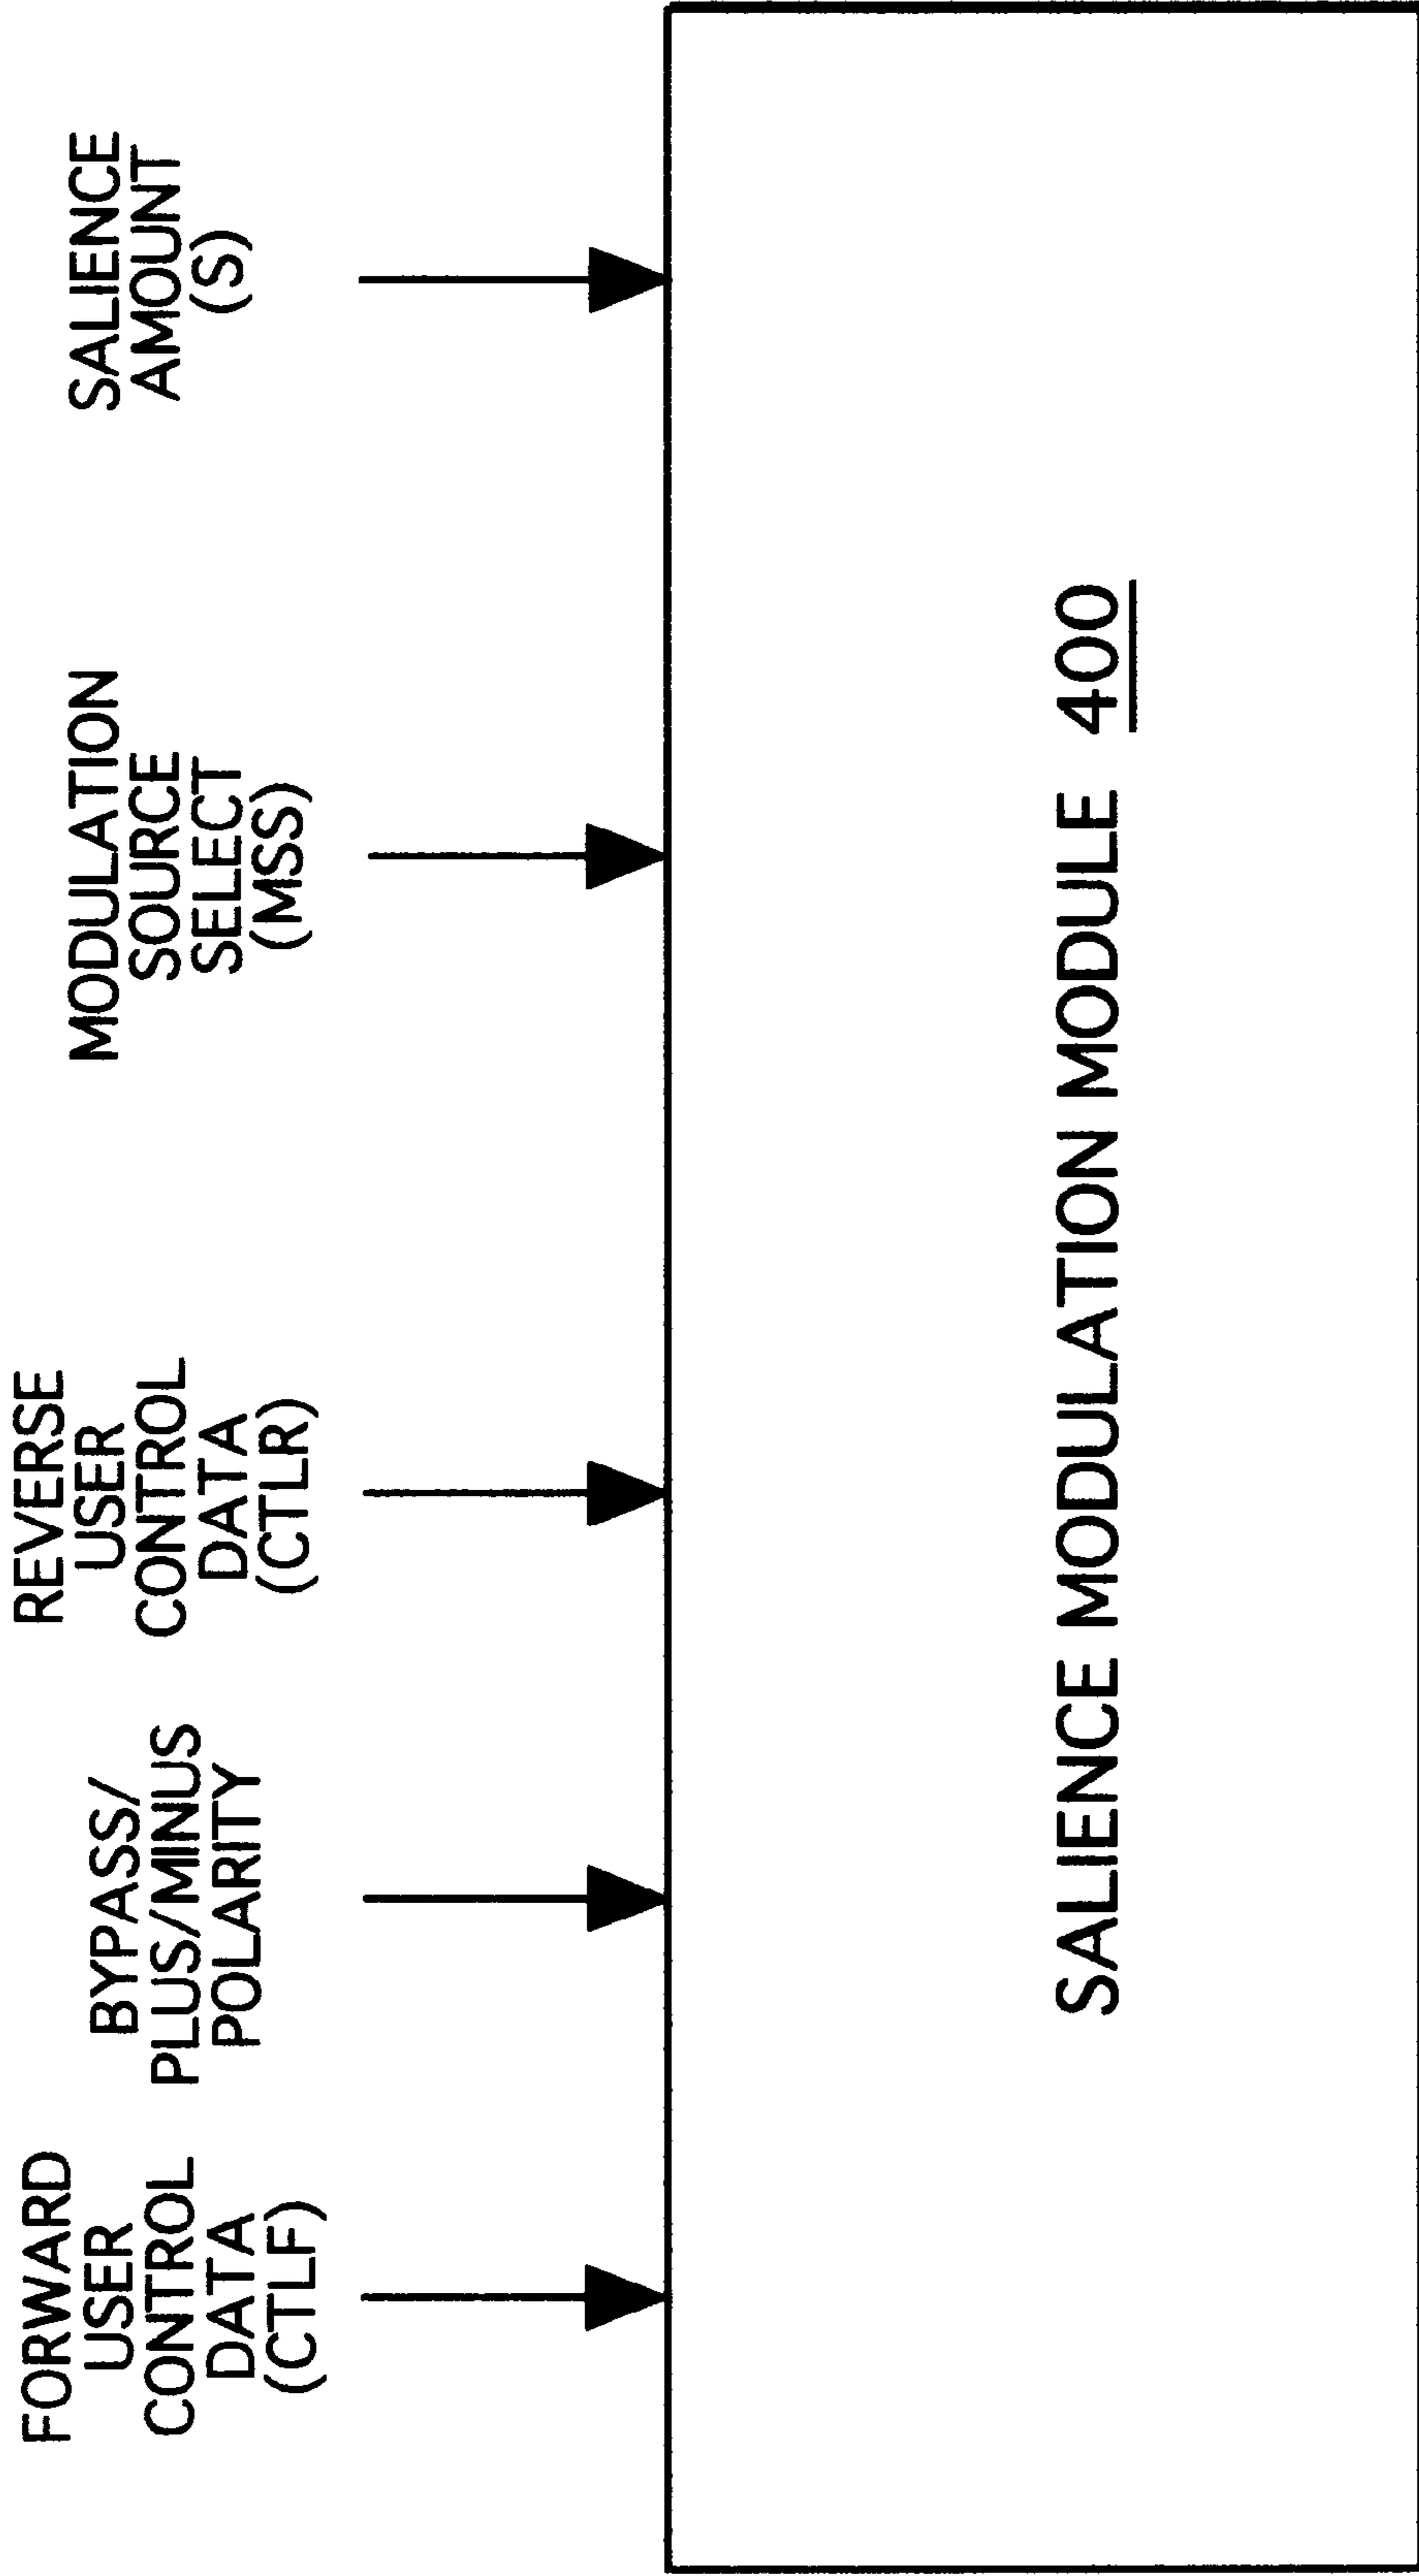 FORWARD
USER
CONTROL
DATA
(CTLF)
BYPASS/
PLUS/MINUS
POLARITY
REVERSE
USER
CONTROL
DATA
(CTLR)
MODULATION
SOURCE
SELECT
(MSS)
SALIENCE
AMOUNT
(S)
SALIENCE MODULATION MODULE 400